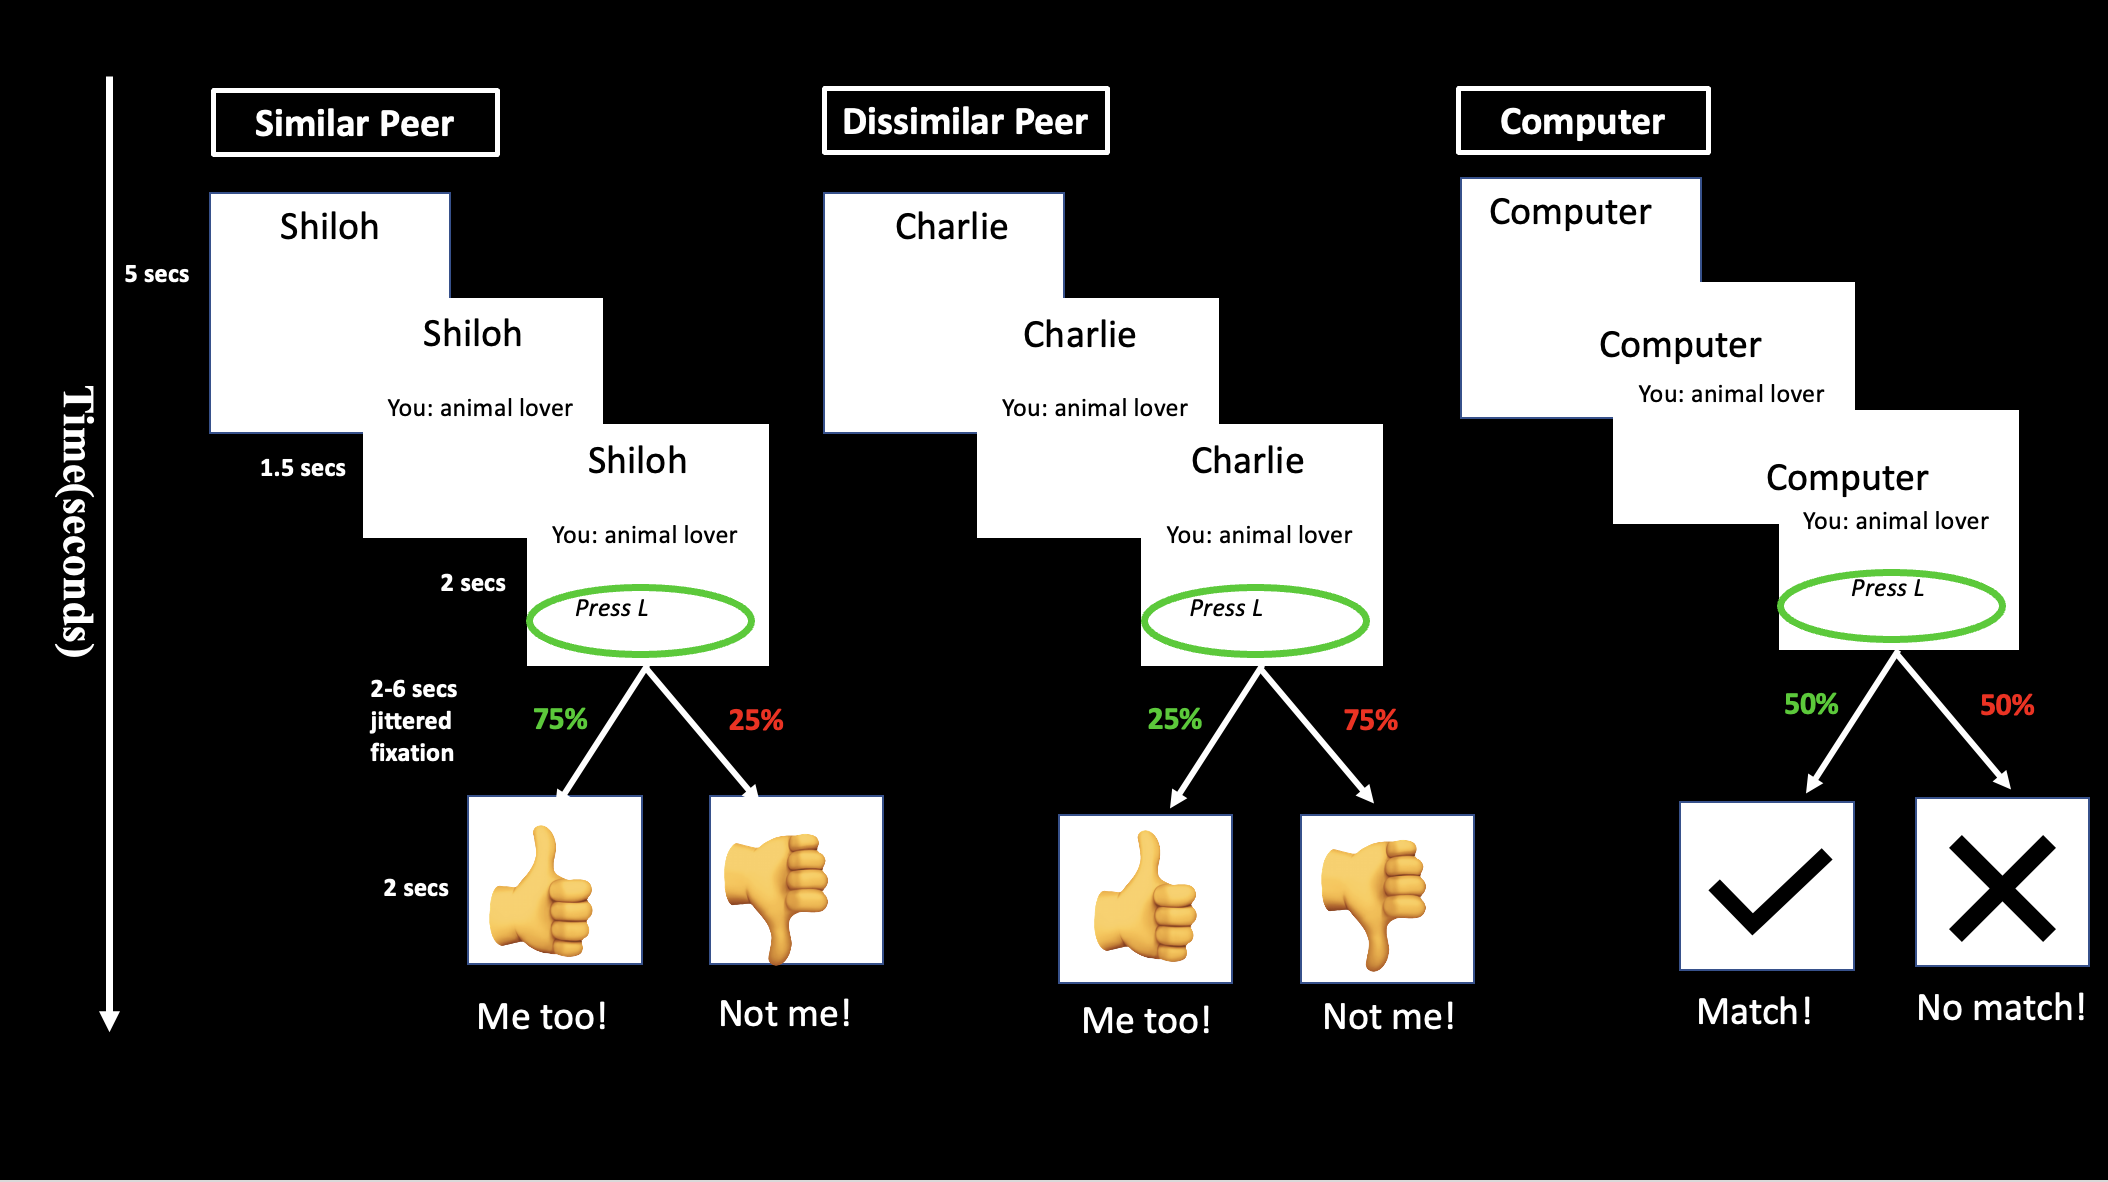 Time(seconds)
Similar Peer
Dissimilar Peer
Computer
Shiloh
Charlie
Computer
5 secs
Shiloh
Charlie
Computer
You: animal lover
You: animal lover
You: animal lover
1.5 secs
Shiloh
Charlie
Computer
You: animal lover
You: animal lover
You: animal lover
2 secs
Press L
Press L
Press L
2-6 secs
jittered
fixation
75%
25%
25%
75%
50%
50%
2 secs
Me too!
Not me!
Me too!
Not me!
Match!
No match!